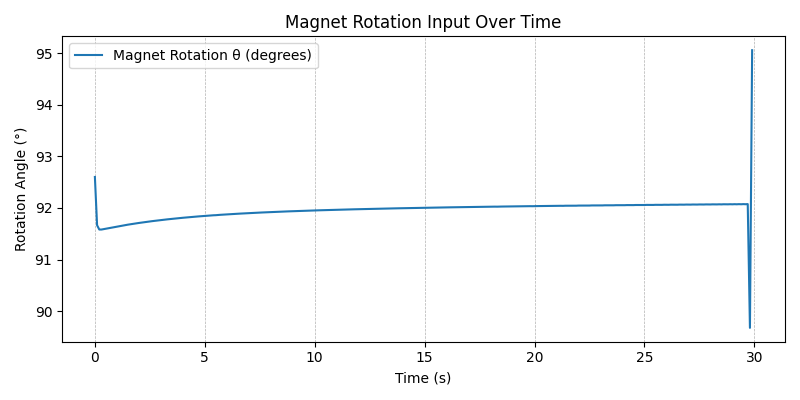 Magnet Rotation Input Over Time
Magnet Rotation θ (degrees)
Rotation Angle (°)
95
94
93
92
91
90
0 5 10 15 20 25 30
Time (s)